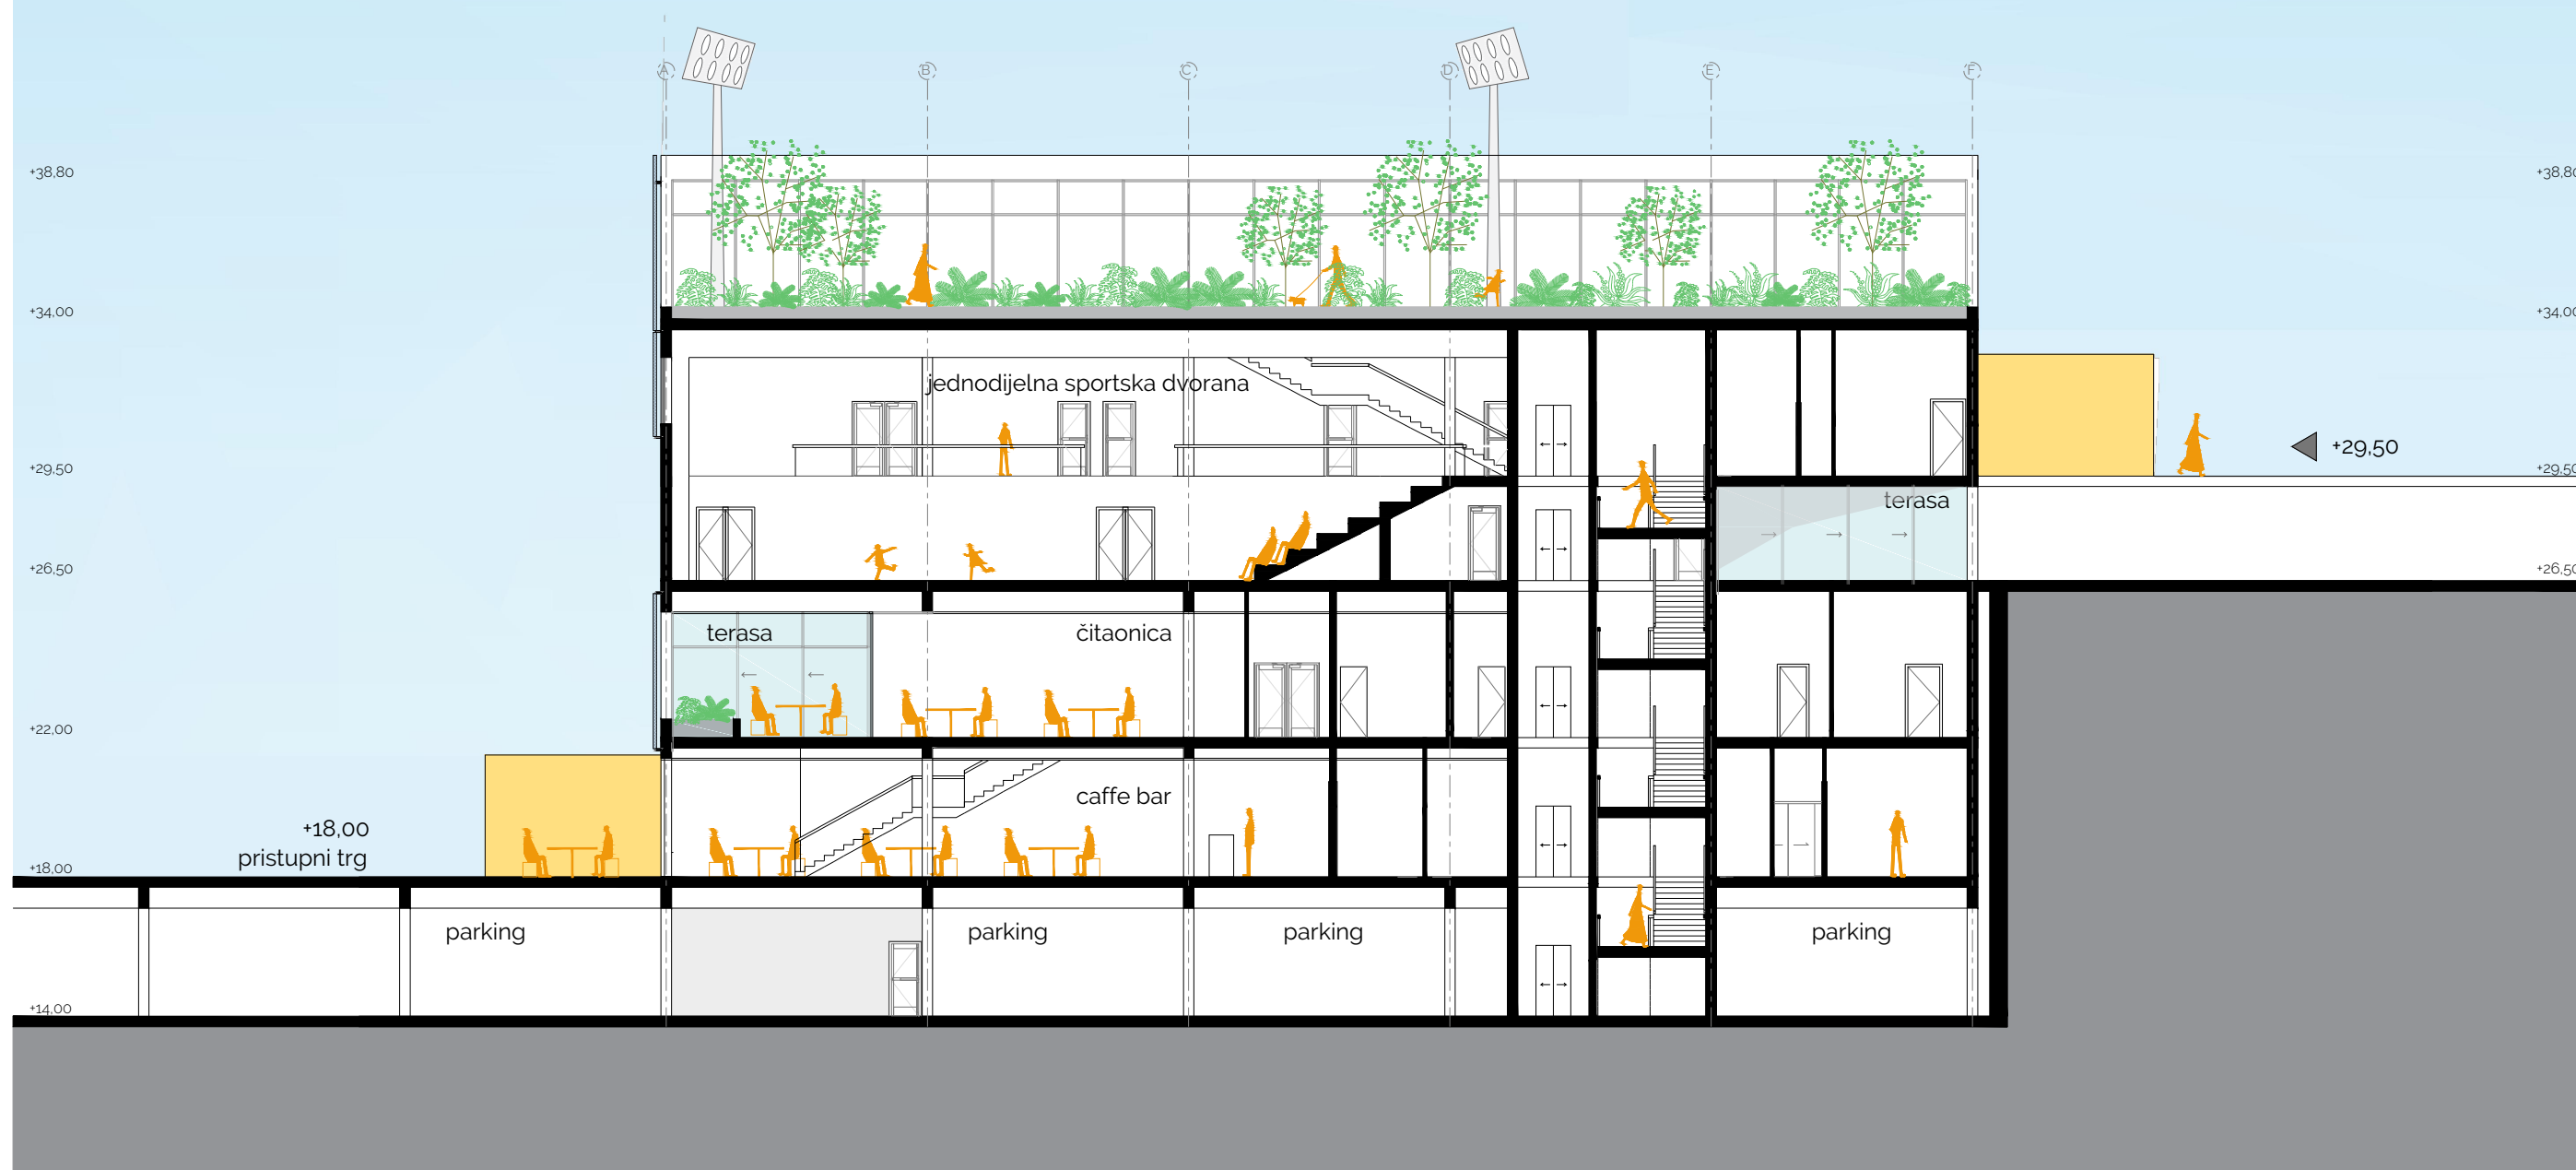 A B C D E F
+38,80
+38,80
+34,00
+34,00
jednodijelna sportska dvorana
+29,50
+29,50
+29,50
terasa
+26,50
+26,50
terasa
čitaonica
+22,00
caffe bar
+18,00
pristupni trg
+18,00
parking
parking
parking
parking
+14,00